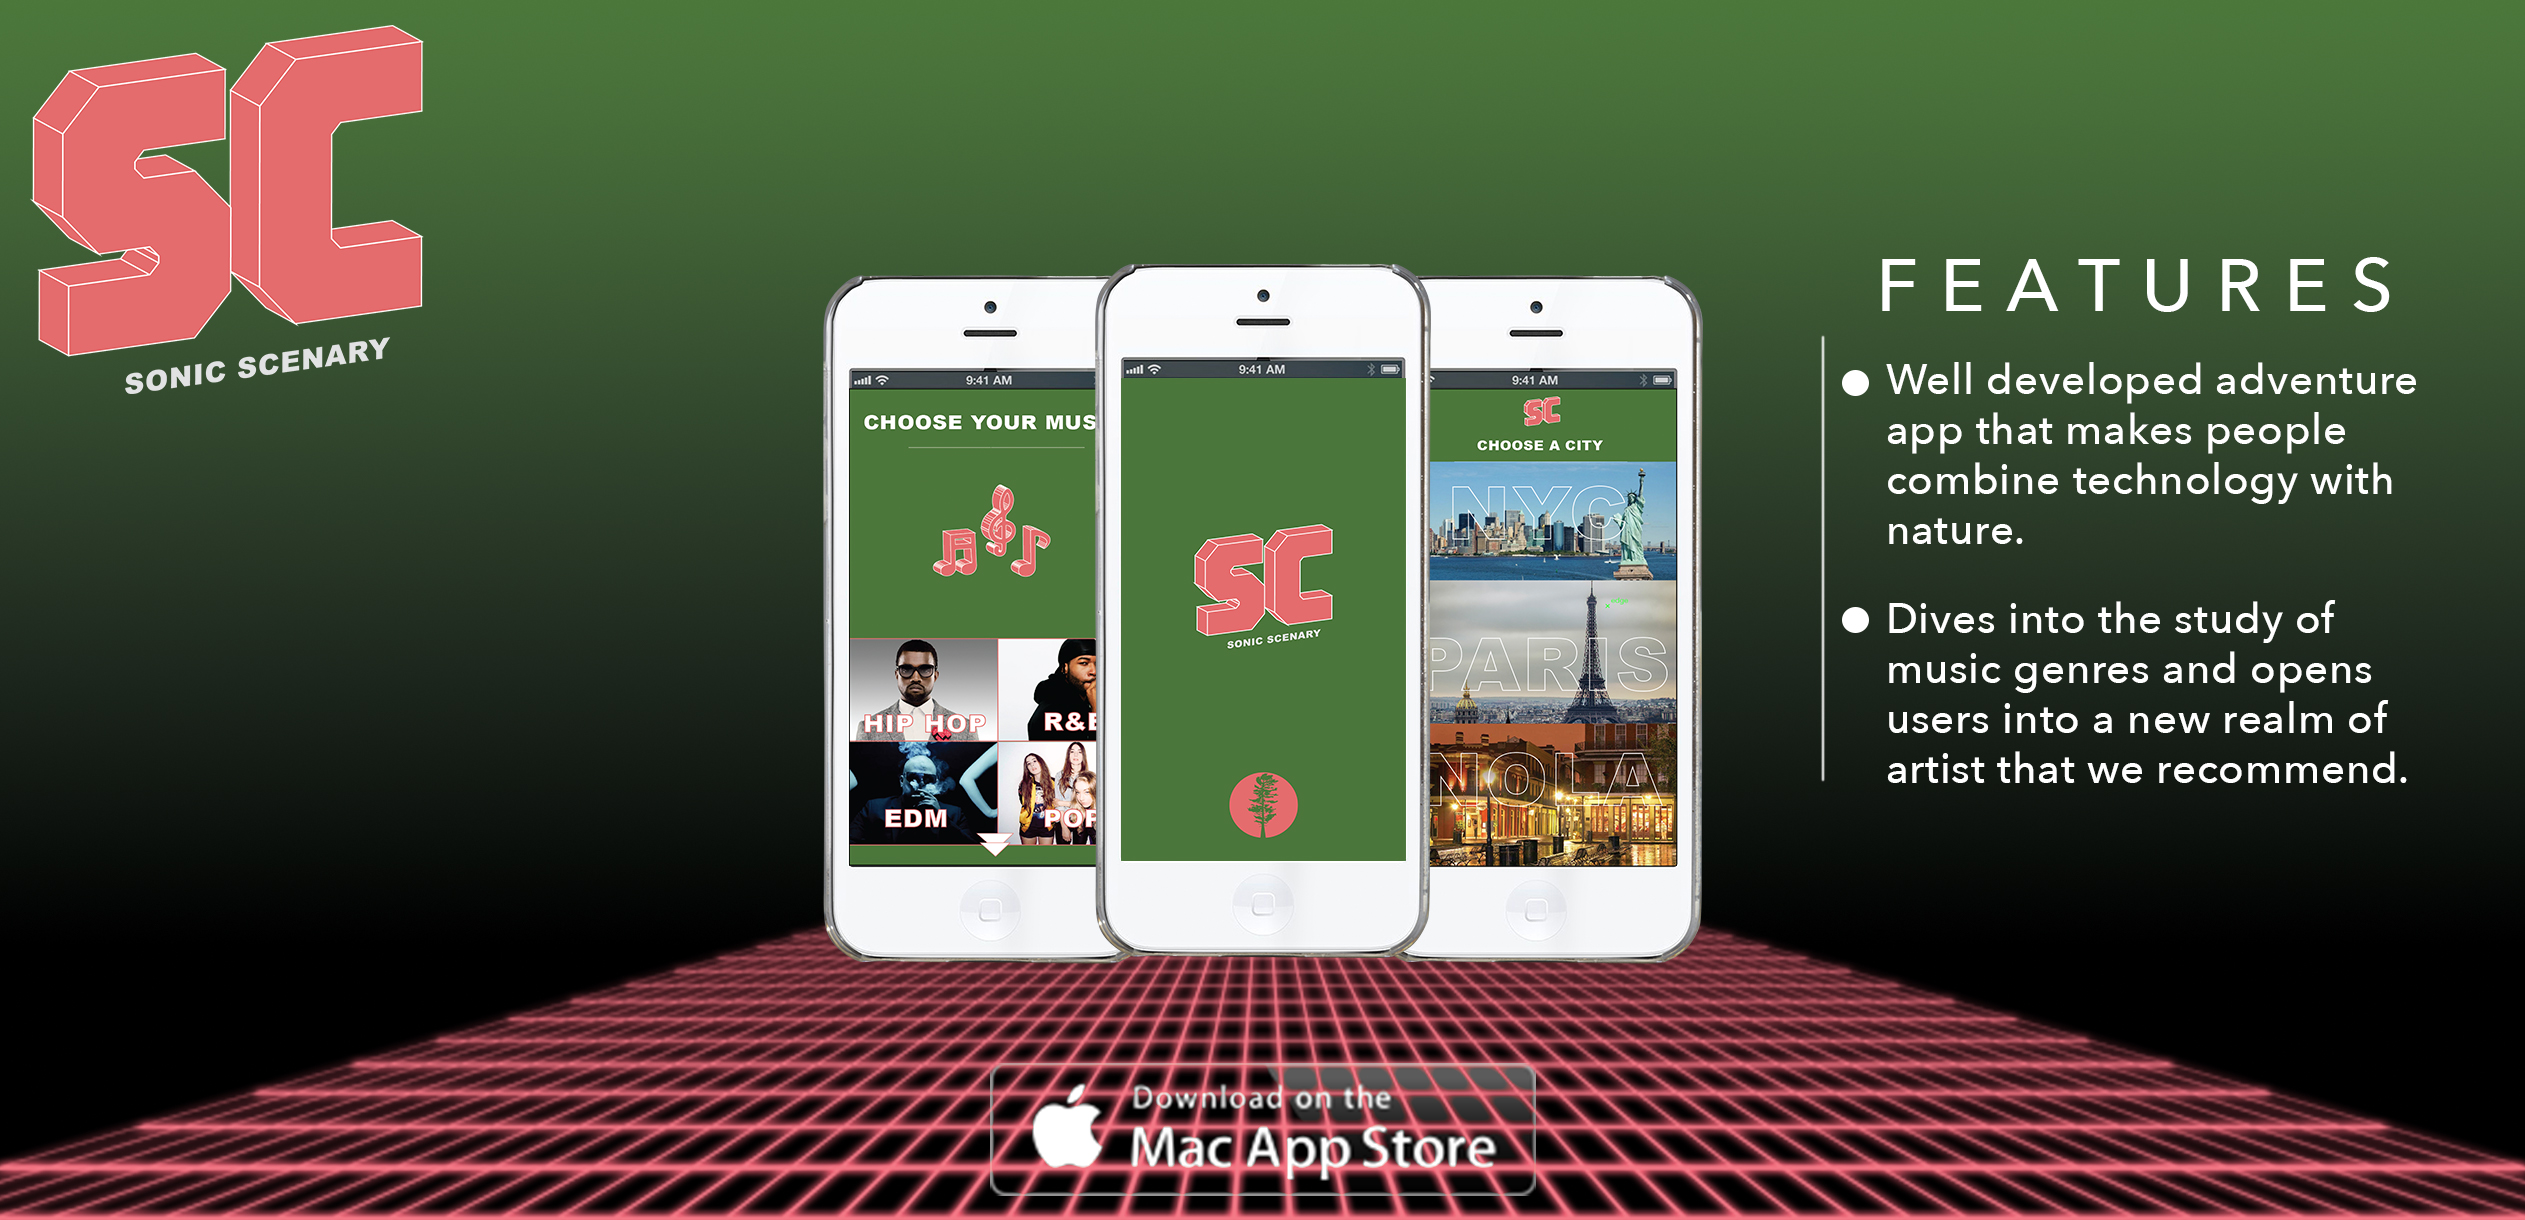 SC
SONIC SCENARY
9:41 AM
CHOOSE YOUR MUS
HIP HOP
R&B
EDM
POP
9:41 AM
SC
SONIC SCENARY
9:41 AM
SC
CHOOSE A CITY
NYC
PARIS
NOLA
FEATURES
Well developed adventure
app that makes people
combine technology with
nature.
Dives into the study of
music genres and opens
users into a new realm of
artist that we recommend.
Download on the
Mac App Store